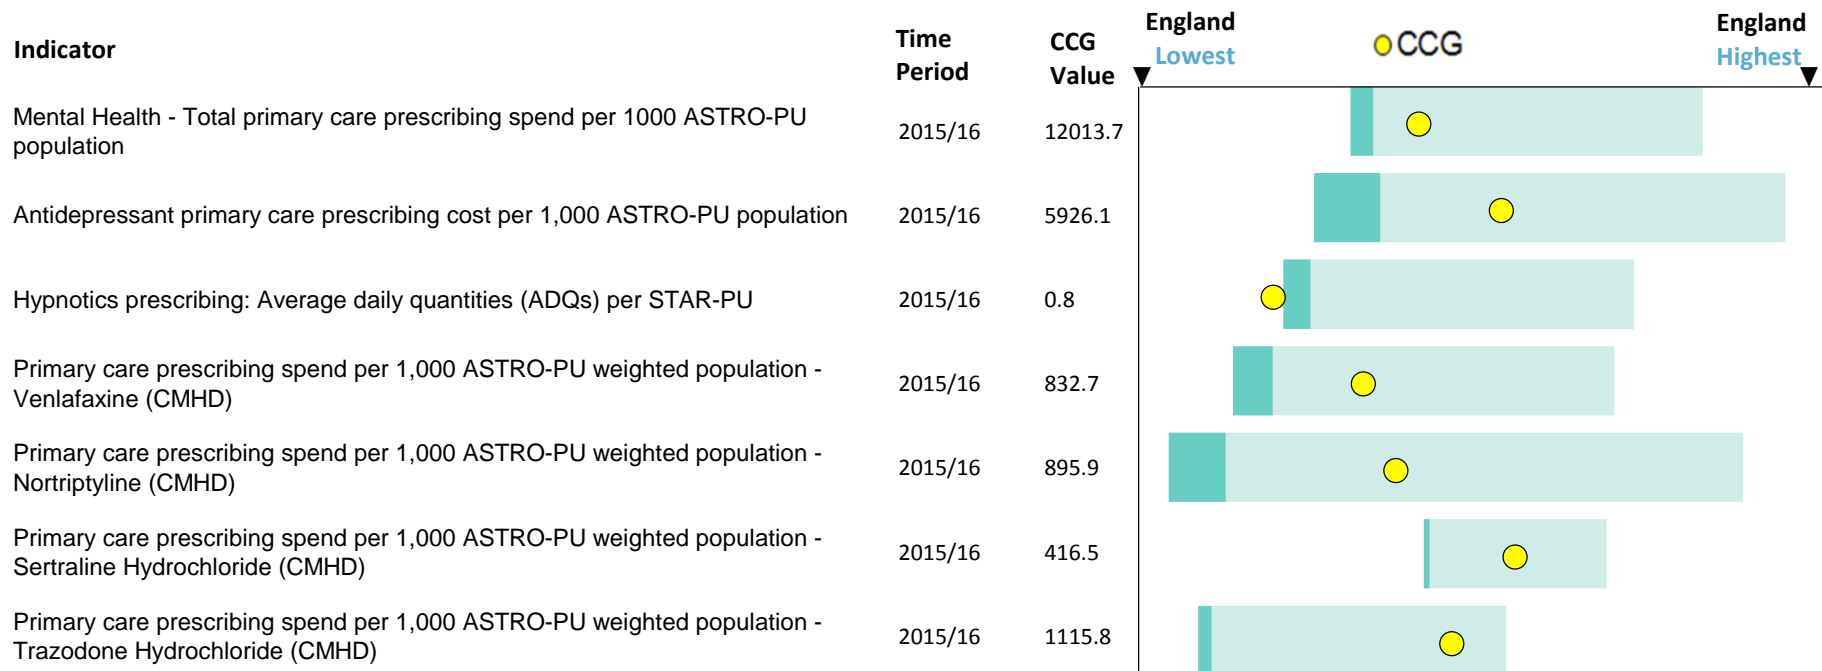 Indicator
Time
Period
CCG
Value
England
Lowest
CCG
England
Highest
Mental Health - Total primary care prescribing spend per 1000 ASTRO-PU
population
2015/16
12013.7
Antidepressant primary care prescribing cost per 1,000 ASTRO-PU population
2015/16
5926.1
Hypnotics prescribing: Average daily quantities (ADQs) per STAR-PU
2015/16
0.8
Primary care prescribing spend per 1,000 ASTRO-PU weighted population -
Venlafaxine (CMHD)
2015/16
832.7
Primary care prescribing spend per 1,000 ASTRO-PU weighted population -
Nortriptyline (CMHD)
2015/16
895.9
Primary care prescribing spend per 1,000 ASTRO-PU weighted population -
Sertraline Hydrochloride (CMHD)
2015/16
416.5
Primary care prescribing spend per 1,000 ASTRO-PU weighted population -
Trazodone Hydrochloride (CMHD)
2015/16
1115.8